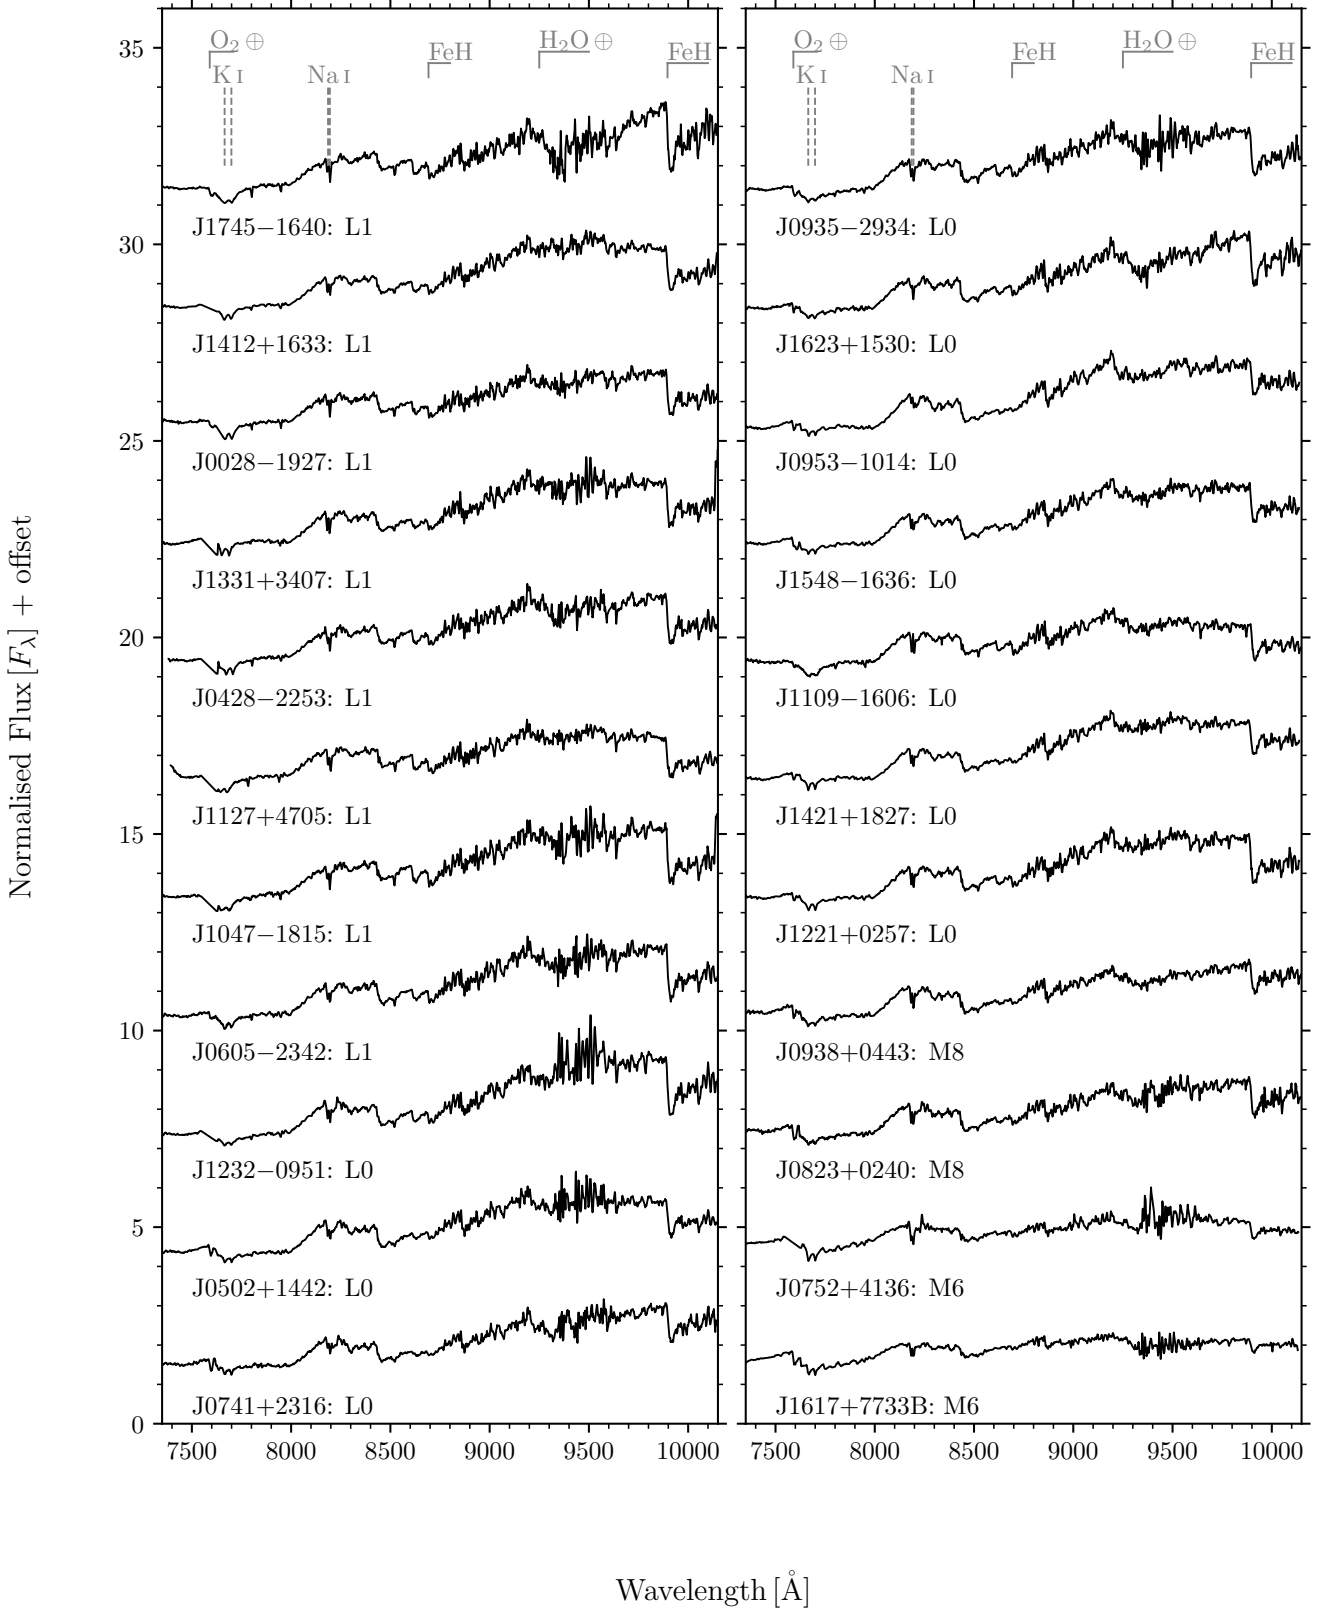 Normalised Flux [Fλ] + offset
35
30
25
20
15
10
5
0
O₂ ⊕
K I
Na I
FeH
H₂O ⊕
FeH
J1745−1640: L1
J1412+1633: L1
J0028−1927: L1
J1331+3407: L1
J0428−2253: L1
J1127+4705: L1
J1047−1815: L1
J0605−2342: L1
J1232−0951: L0
J0502+1442: L0
J0741+2316: L0
7500 8000 8500 9000 9500 10000
O₂ ⊕
K I
Na I
FeH
H₂O ⊕
FeH
J0935−2934: L0
J1623+1530: L0
J0953−1014: L0
J1548−1636: L0
J1109−1606: L0
J1421+1827: L0
J1221+0257: L0
J0938+0443: M8
J0823+0240: M8
J0752+4136: M6
J1617+7733B: M6
7500 8000 8500 9000 9500 10000
Wavelength [Å]